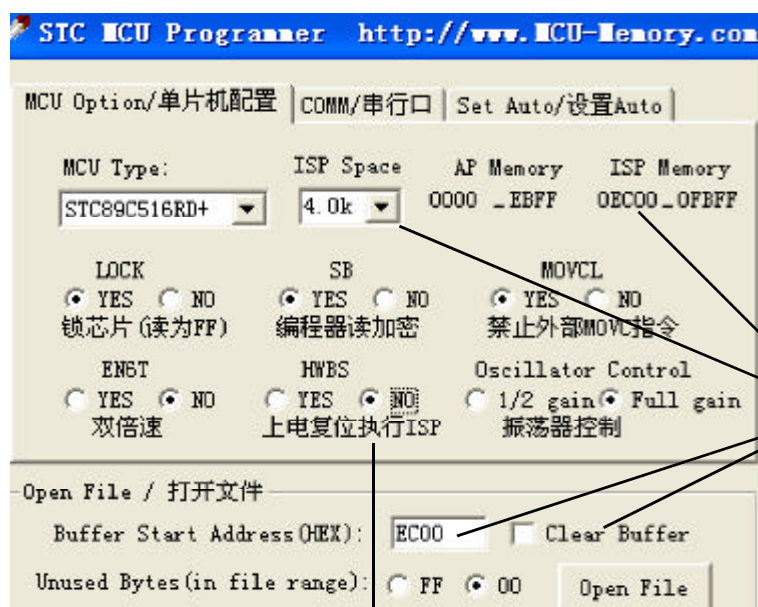 STC MCU Programmer http://www.MCU-Memory.com
MCU Option/单片机配置 COMM/串行口 Set Auto/设置Auto
MCU Type: ISP Space AP Memory ISP Memory
STC89C516RD+ 4.0k 0000 _EBFF 0EC00_0FBFF
LOCK SB MOVCL
YES NO YES NO YES NO
锁芯片(读为FF) 编程器读加密 禁止外部MOVC指令
EN6T HWBS Oscillator Control
YES NO YES NO 1/2 gain Full gain
双倍速 上电复位执行ISP 振荡器控制
Open File / 打开文件
Buffer Start Address(HEX): EC00 Clear Buffer
Unused Bytes(in file range): FF 00 Open File